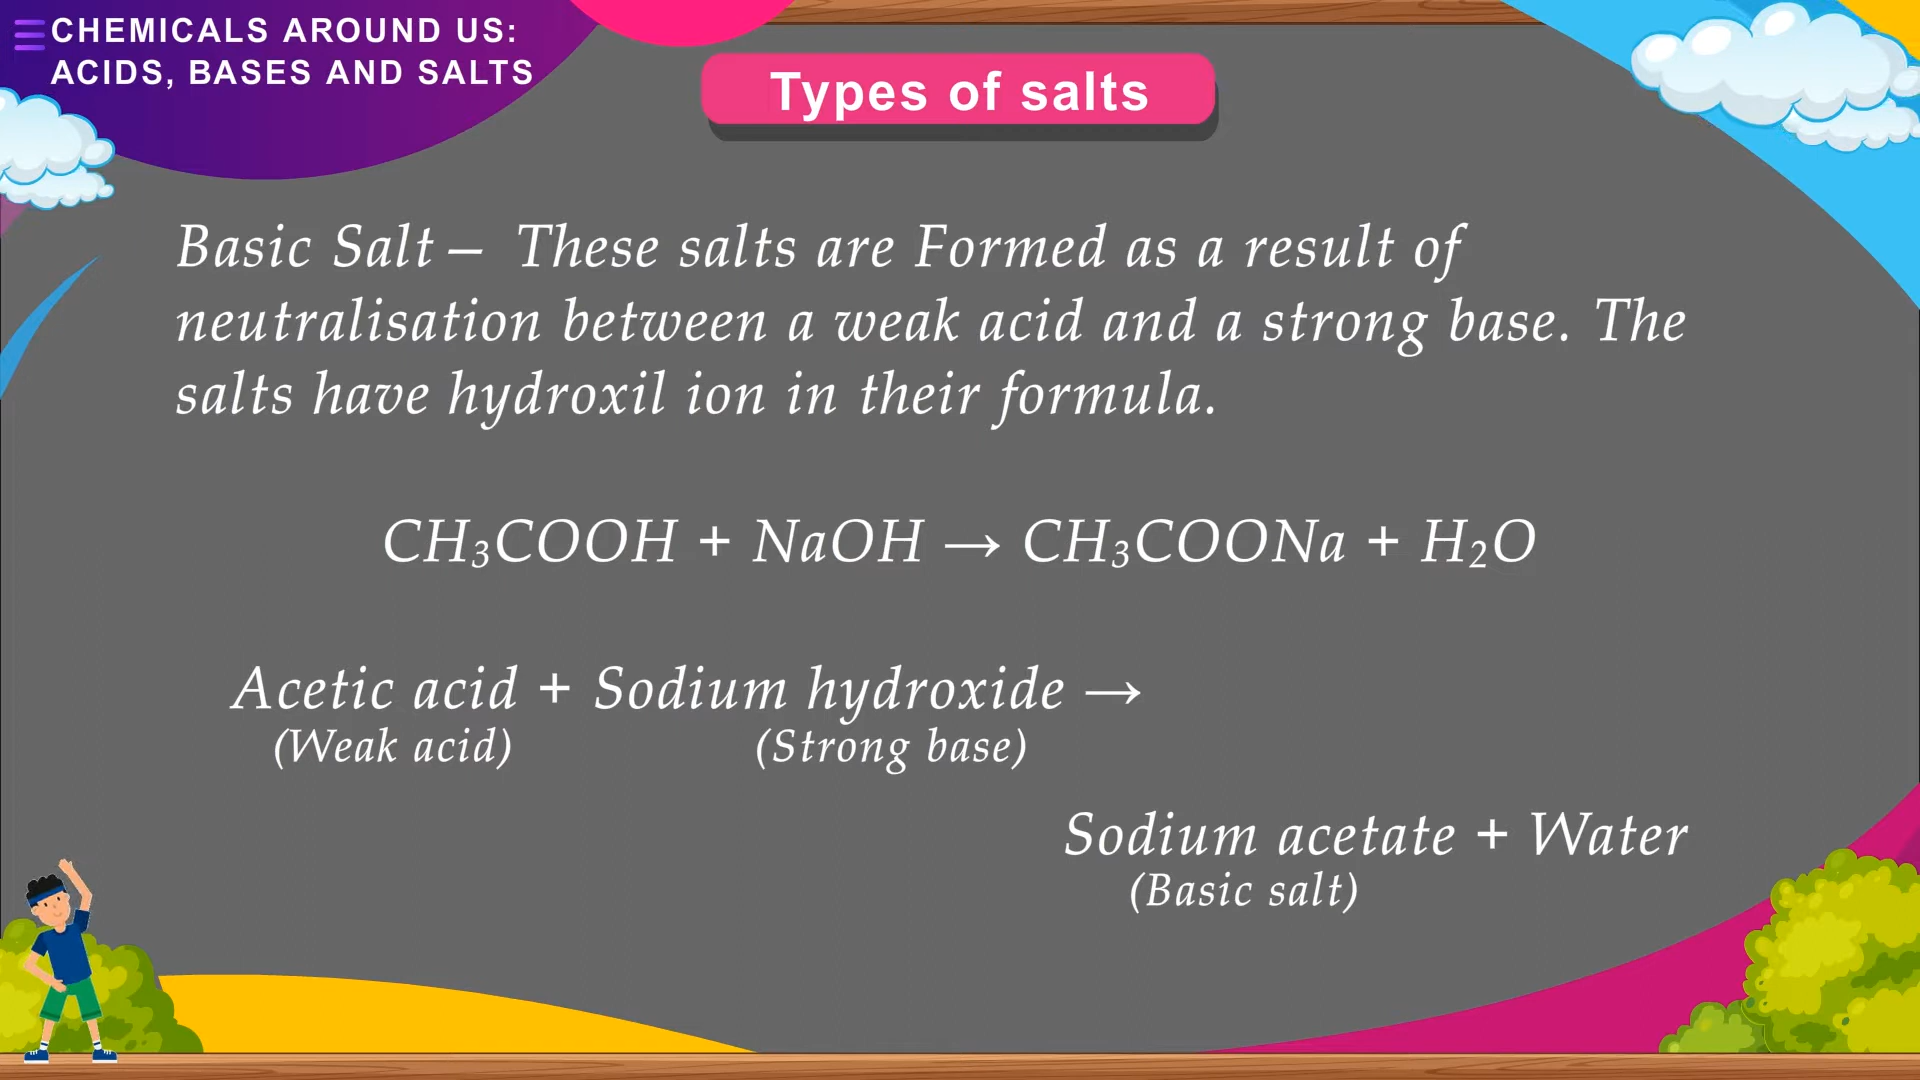 CHEMICALS AROUND US:
ACIDS, BASES AND SALTS
Types of salts
Basic Salt – These salts are Formed as a result of
neutralisation between a weak acid and a strong base. The
salts have hydroxil ion in their formula.
CH₃COOH + NaOH → CH₃COONa + H₂O
Acetic acid + Sodium hydroxide →
(Weak acid) (Strong base)
Sodium acetate + Water
(Basic salt)